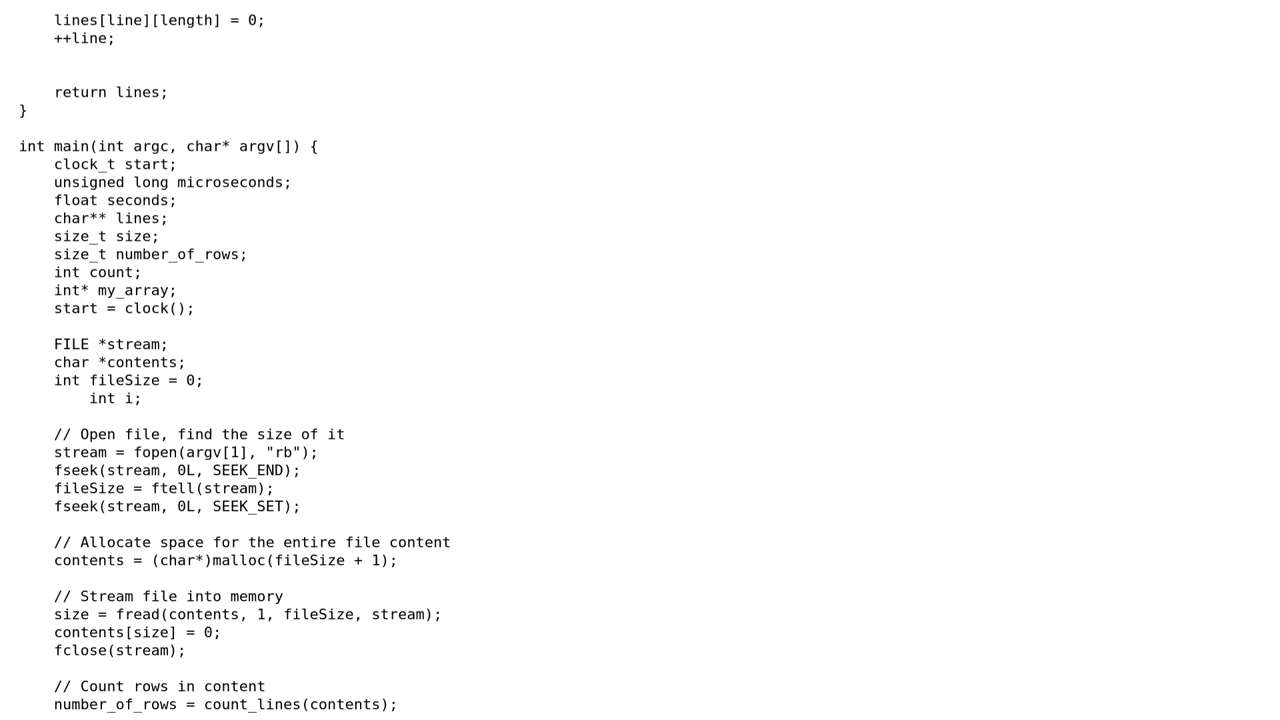 lines[line][length] = 0;
++line;
return lines;
}
int main(int argc, char* argv[]) {
clock_t start;
unsigned long microseconds;
float seconds;
char** lines;
size_t size;
size_t number_of_rows;
int count;
int* my_array;
start = clock();
FILE *stream;
char *contents;
int fileSize = 0;
int i;
// Open file, find the size of it
stream = fopen(argv[1], "rb");
fseek(stream, 0L, SEEK_END);
fileSize = ftell(stream);
fseek(stream, 0L, SEEK_SET);
// Allocate space for the entire file content
contents = (char*)malloc(fileSize + 1);
// Stream file into memory
size = fread(contents, 1, fileSize, stream);
contents[size] = 0;
fclose(stream);
// Count rows in content
number_of_rows = count_lines(contents);